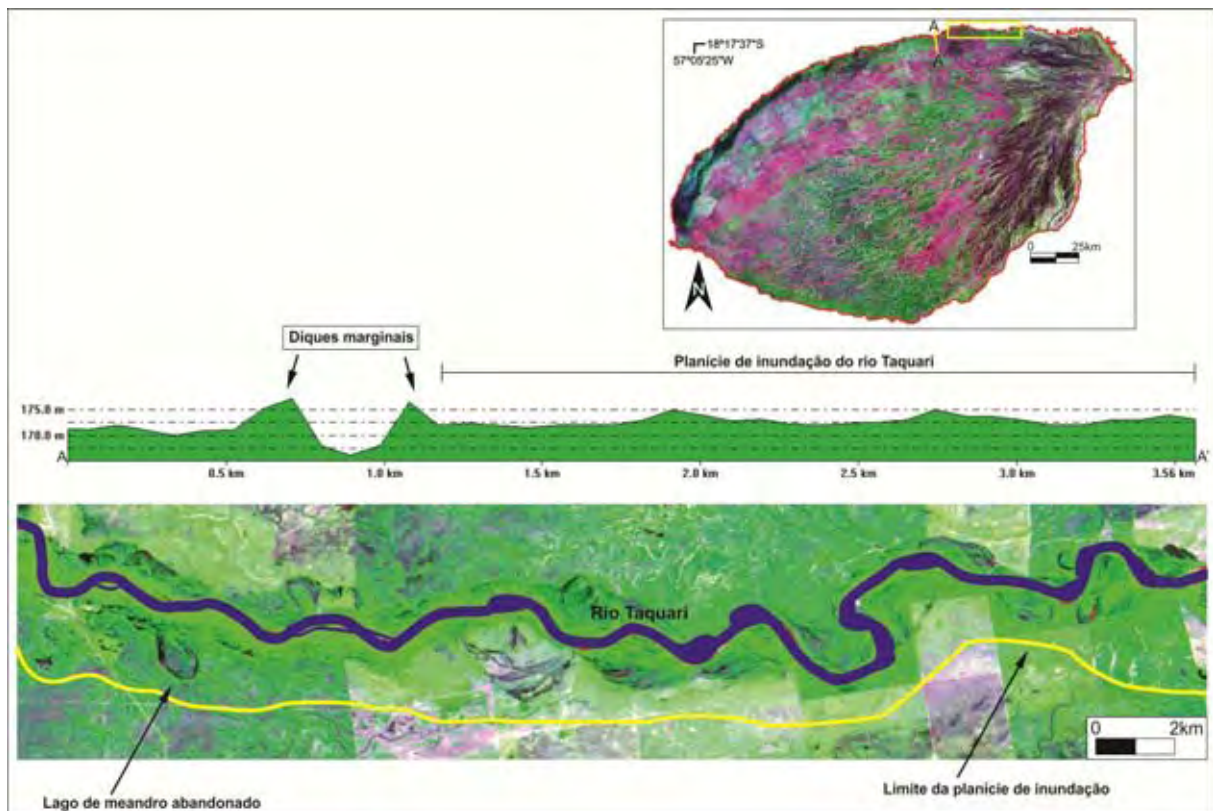 A
18°17'37"S
57°05'25"W
A'
25km
N
Diques marginais
Planície de inundação do rio Taquari
175.0 m
170.0 m
A
A'
0.5 km
1.0 km
1.5 km
2.0 km
2.5 km
3.0 km
3.56 km
Rio Taquari
0 2km
Lago de meandro abandonado
Limite da planície de inundação